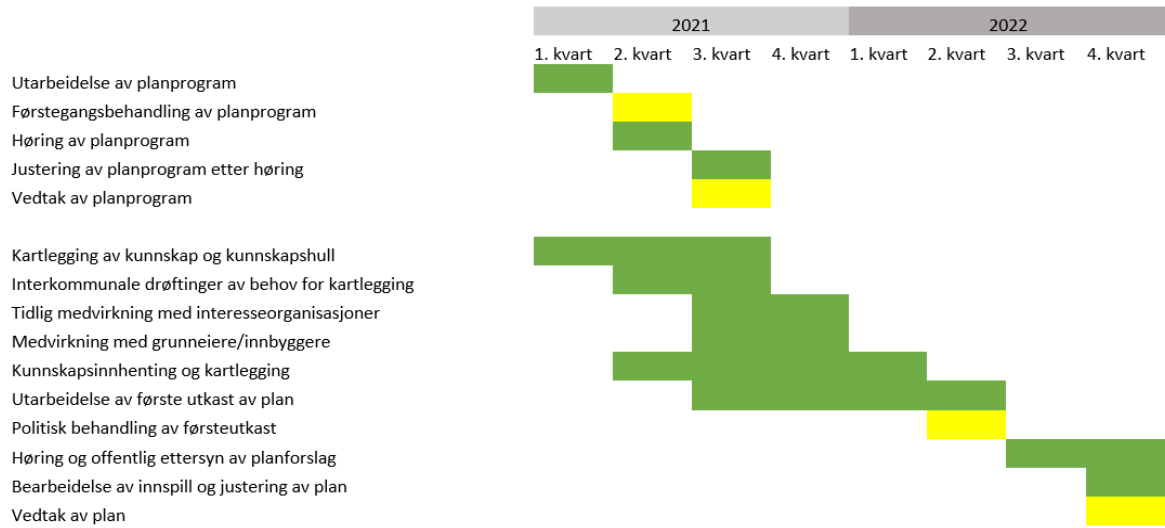 2021 2022
1. kvart 2. kvart 3. kvart 4. kvart 1. kvart 2. kvart 3. kvart 4. kvart
Utarbeidelse av planprogram
Førstegangsbehandling av planprogram
Høring av planprogram
Justering av planprogram etter høring
Vedtak av planprogram
Kartlegging av kunnskap og kunnskapshull
Interkommunale drøftinger av behov for kartlegging
Tidlig medvirkning med interesseorganisasjoner
Medvirkning med grunneiere/innbyggere
Kunnskapsinnhenting og kartlegging
Utarbeidelse av første utkast av plan
Politisk behandling av førsteutkast
Høring og offentlig ettersyn av planforslag
Bearbeidelse av innspill og justering av plan
Vedtak av plan